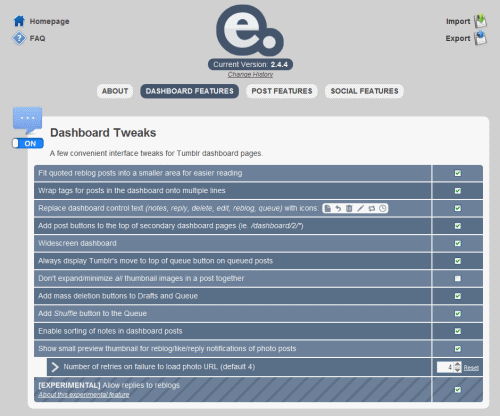 Homepage
FAQ
e.
Import
Export
Current Version: 2.4.4
Change History
ABOUT DASHBOARD FEATURES POST FEATURES SOCIAL FEATURES
ON
Dashboard Tweaks
A few convenient interface tweaks for Tumblr dashboard pages.
Fit quoted reblog posts into a smaller area for easier reading
Wrap tags for posts in the dashboard onto multiple lines
Replace dashboard control text (notes, reply, delete, edit, reblog, queue) with icons:
Add post buttons to the top of secondary dashboard pages (ie. /dashboard/2/*)
Widescreen dashboard
Always display Tumblr's move to top of queue button on queued posts
Don't expand/minimize all thumbnail images in a post together
Add mass deletion buttons to Drafts and Queue
Add Shuffle button to the Queue
Enable sorting of notes in dashboard posts
Show small preview thumbnail for reblog/like/reply notifications of photo posts
Number of retries on failure to load photo URL (default 4) 4 Reset
[EXPERIMENTAL] Allow replies to reblogs
About this experimental feature